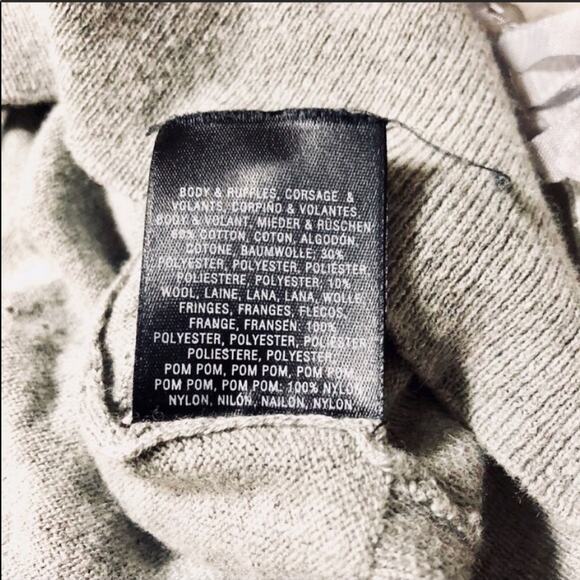 BODY & RUFFLES, CORSAGE &
VOLANTS, CORPIÑO & VOLANTES,
BODY & VOLANT, MIEDER & RÜSCHEN:
60% COTTON, COTON, ALGODÓN,
COTONE, BAUMWOLLE; 30%
POLYESTER, POLYESTER, POLIÉSTER,
POLIESTERE, POLYESTER; 10%
WOOL, LAINE, LANA, LANA, WOLLE
FRINGES, FRANGES, FLECOS,
FRANGE, FRANSEN: 100%
POLYESTER, POLYESTER, POLIÉSTER,
POLIESTERE, POLYESTER
POM POM, POM POM, POM POM,
POM POM, POM POM: 100% NYLON,
NYLON, NILÓN, NAILON, NYLON